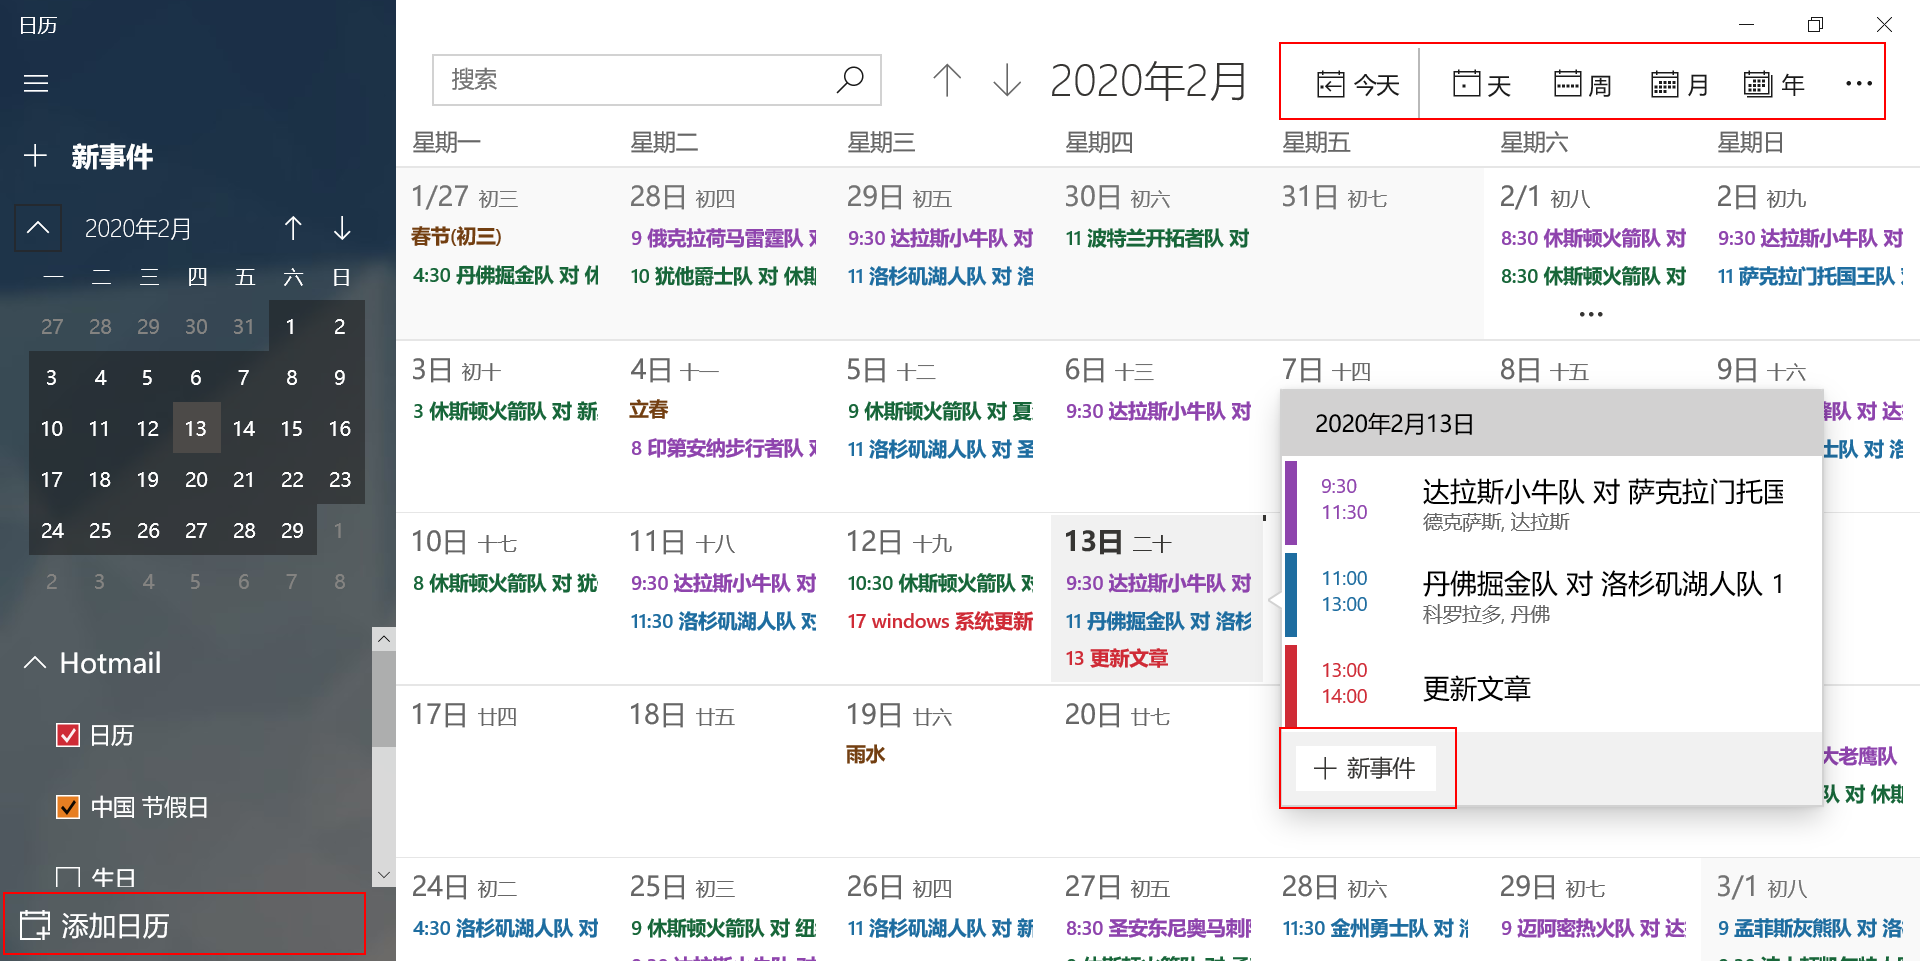 日历
新事件
2020年2月
一 二 三 四 五 六 日
27 28 29 30 31 1 2
3 4 5 6 7 8 9
10 11 12 13 14 15 16
17 18 19 20 21 22 23
24 25 26 27 28 29 1
2 3 4 5 6 7 8
Hotmail
日历
中国 节假日
生日
添加日历
搜索
2020年2月
今天 天 周 月 年 ···
星期一 星期二 星期三 星期四 星期五 星期六 星期日
1/27 初三
春节(初三)
4:30 丹佛掘金队 对 休
28日 初四
9 俄克拉荷马雷霆队
10 犹他爵士队 对 休斯
29日 初五
9:30 达拉斯小牛队 对
11 洛杉矶湖人队 对 洛
30日 初六
11 波特兰开拓者队 对
31日 初七
2/1 初八
8:30 休斯顿火箭队 对
8:30 休斯顿火箭队 对
···
2日 初九
9:30 达拉斯小牛队 对
11 萨克拉门托国王队
3日 初十
3 休斯顿火箭队 对 新
4日 十一
立春
8 印第安纳步行者队
5日 十二
9 休斯顿火箭队 对 夏
11 洛杉矶湖人队 对 圣
6日 十三
9:30 达拉斯小牛队 对
7日 十四
8日 十五
9日 十六
队 对 达
士队 对 洛
10日 十七
8 休斯顿火箭队 对 犹
11日 十八
9:30 达拉斯小牛队 对
11:30 洛杉矶湖人队 对
12日 十九
10:30 休斯顿火箭队 对
17 windows 系统更新
13日 二十
9:30 达拉斯小牛队 对
11 丹佛掘金队 对 洛杉
13 更新文章
2020年2月13日
9:30
11:30
达拉斯小牛队 对 萨克拉门托国
德克萨斯, 达拉斯
11:00
13:00
丹佛掘金队 对 洛杉矶湖人队 1
科罗拉多, 丹佛
13:00
14:00
更新文章
新事件
17日 廿四
18日 廿五
19日 廿六
雨水
20日 廿七
大老鹰队
队 对 休斯
24日 初二
4:30 洛杉矶湖人队 对
25日 初三
9 休斯顿火箭队 对 纽
26日 初四
11 洛杉矶湖人队 对 新
27日 初五
8:30 圣安东尼奥马刺队
28日 初六
11:30 金州勇士队 对 洛
29日 初七
9 迈阿密热火队 对 达
3/1 初八
9 孟菲斯灰熊队 对 洛